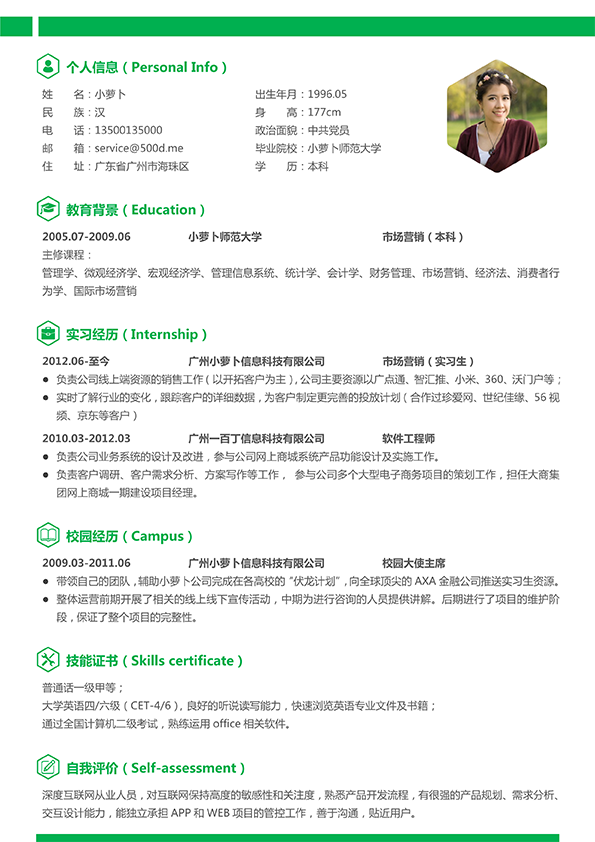 个人信息（Personal Info）
姓 名：小萝卜 出生年月：1996.05
民 族：汉 身 高：177cm
电 话：13500135000 政治面貌：中共党员
邮 箱：service@500d.me 毕业院校：小萝卜师范大学
住 址：广东省广州市海珠区 学 历：本科
教育背景（Education）
2005.07-2009.06 小萝卜师范大学 市场营销（本科）
主修课程：
管理学、微观经济学、宏观经济学、管理信息系统、统计学、会计学、财务管理、市场营销、经济法、消费者行
为学、国际市场营销
实习经历（Internship）
2012.06-至今 广州小萝卜信息科技有限公司 市场营销（实习生）
● 负责公司线上端资源的销售工作（以开拓客户为主），公司主要资源以广点通、智汇推、小米、360、沃门户等；
● 实时了解行业的变化，跟踪客户的详细数据，为客户制定更完善的投放计划（合作过珍爱网、世纪佳缘、56 视
频、京东等客户）
2010.03-2012.03 广州一百丁信息科技有限公司 软件工程师
● 负责公司业务系统的设计及改进，参与公司网上商城系统产品功能设计及实施工作。
● 负责客户调研、客户需求分析、方案写作等工作， 参与公司多个大型电子商务项目的策划工作，担任大商集
团网上商城一期建设项目经理。
校园经历（Campus）
2009.03-2011.06 广州小萝卜信息科技有限公司 校园大使主席
● 带领自己的团队，辅助小萝卜公司完成在各高校的“伏龙计划”，向全球顶尖的 AXA 金融公司推送实习生资源。
● 整体运营前期开展了相关的线上线下宣传活动，中期为进行咨询的人员提供讲解。后期进行了项目的维护阶
段，保证了整个项目的完整性。
技能证书（Skills certificate）
普通话一级甲等；
大学英语四/六级（CET-4/6），良好的听说读写能力，快速浏览英语专业文件及书籍；
通过全国计算机二级考试，熟练运用 office 相关软件。
自我评价（Self-assessment）
深度互联网从业人员，对互联网保持高度的敏感性和关注度，熟悉产品开发流程，有很强的产品规划、需求分析、
交互设计能力，能独立承担 APP 和 WEB 项目的管控工作，善于沟通，贴近用户。